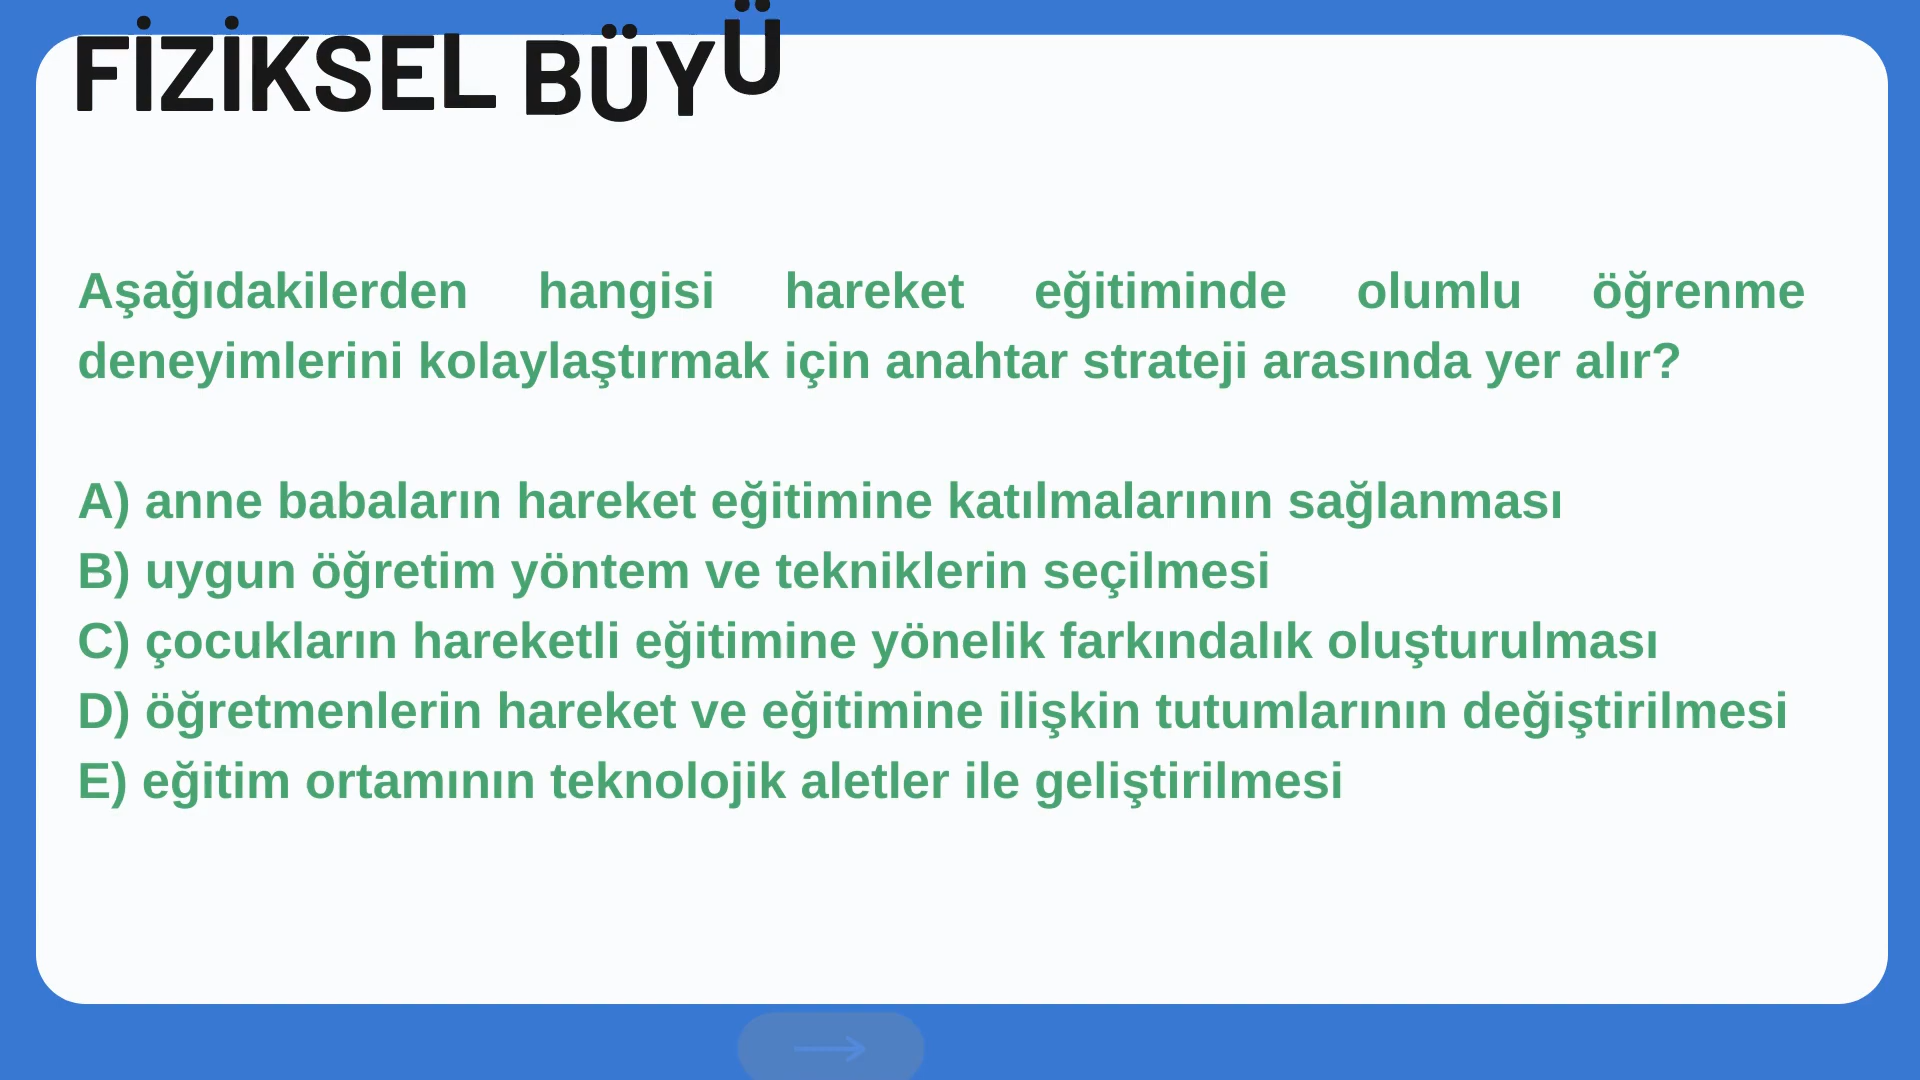 FİZİKSEL BÜYÜ
Aşağıdakilerden hangisi hareket eğitiminde olumlu öğrenme
deneyimlerini kolaylaştırmak için anahtar strateji arasında yer alır?
A) anne babaların hareket eğitimine katılmalarının sağlanması
B) uygun öğretim yöntem ve tekniklerin seçilmesi
C) çocukların hareketli eğitimine yönelik farkındalık oluşturulması
D) öğretmenlerin hareket ve eğitimine ilişkin tutumlarının değiştirilmesi
E) eğitim ortamının teknolojik aletler ile geliştirilmesi